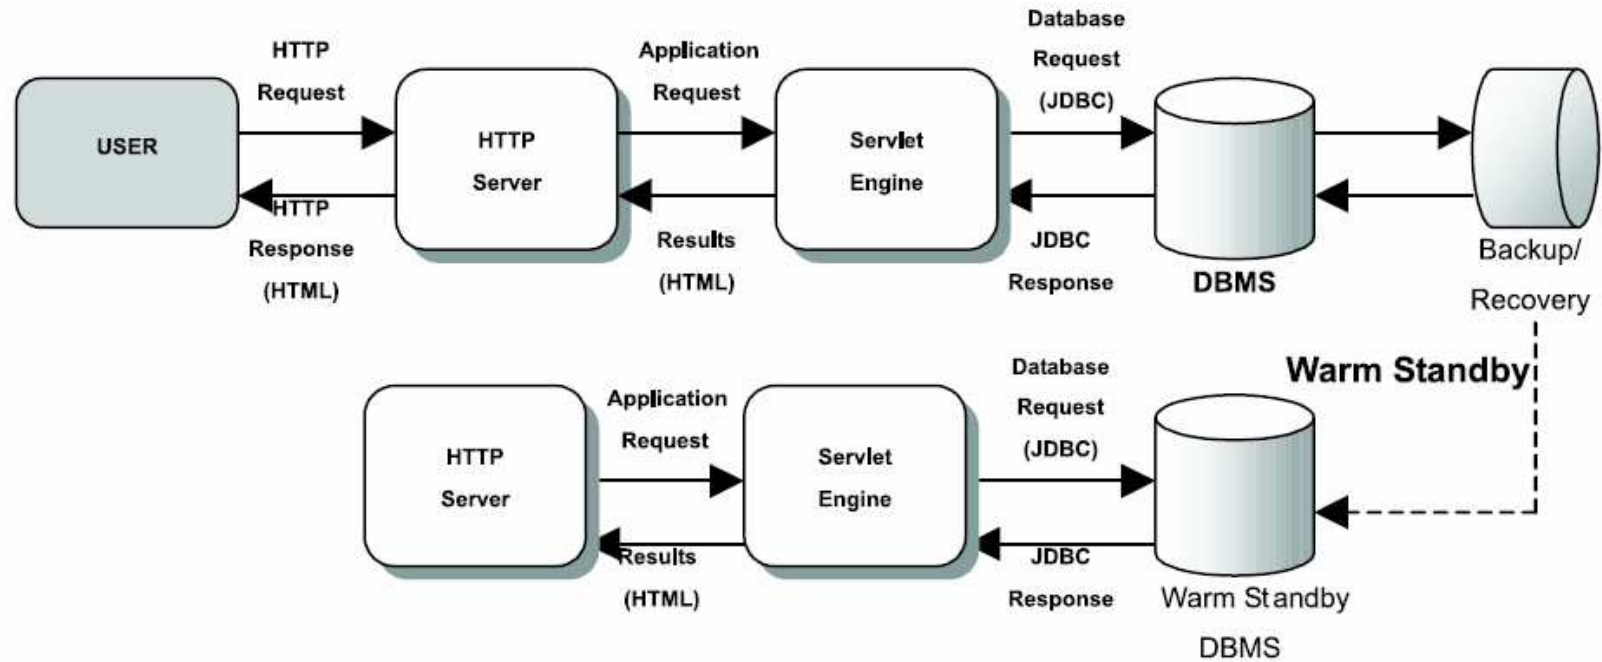 HTTP
Request
Application
Request
Database
Request
(JDBC)
USER
HTTP
Server
Servlet
Engine
HTTP
Response
(HTML)
Results
(HTML)
JDBC
Response
DBMS
Backup/
Recovery
Warm Standby
HTTP
Server
Application
Request
Servlet
Engine
Database
Request
(JDBC)
Results
(HTML)
JDBC
Response
Warm Standby
DBMS